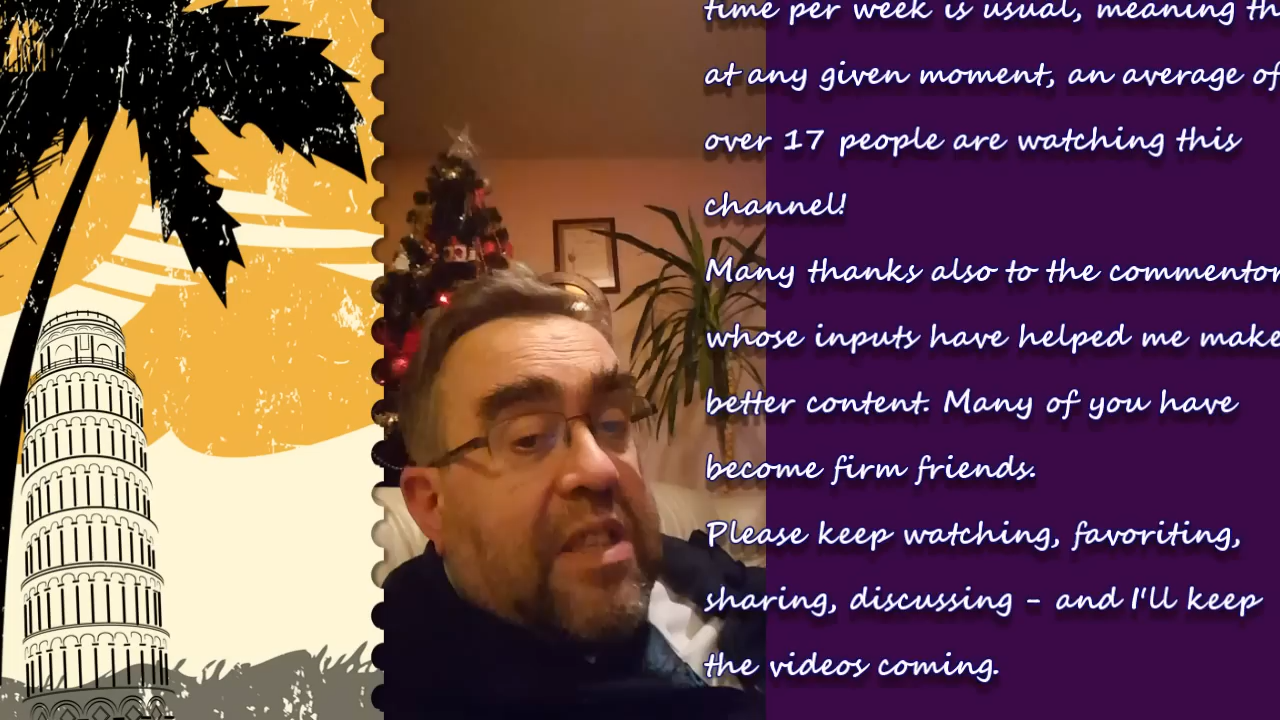 time per week is usual, meaning th
at any given moment, an average of
over 17 people are watching this
channel!
Many thanks also to the commentor
whose inputs have helped me make
better content. Many of you have
become firm friends.
Please keep watching, favoriting,
sharing, discussing - and I'll keep
the videos coming.